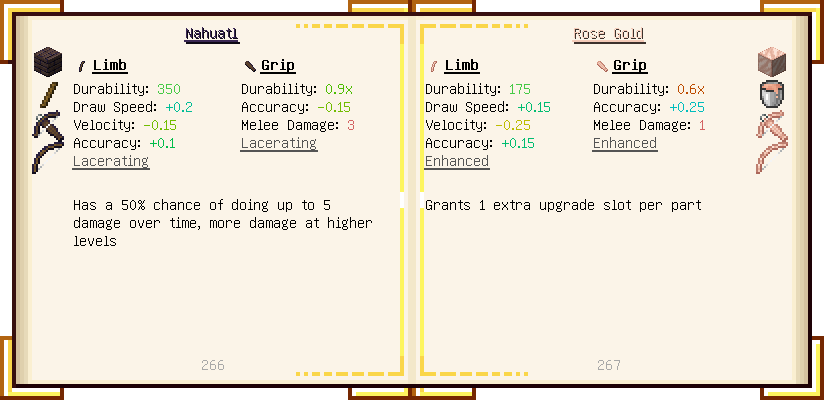 Nahuatl
Limb
Durability: 350
Draw Speed: +0.2
Velocity: -0.15
Accuracy: +0.1
Lacerating
Grip
Durability: 0.9x
Accuracy: -0.15
Melee Damage: 3
Lacerating
Has a 50% chance of doing up to 5
damage over time, more damage at higher
levels
266
Rose Gold
Limb
Durability: 175
Draw Speed: +0.15
Velocity: -0.25
Accuracy: +0.15
Enhanced
Grip
Durability: 0.6x
Accuracy: +0.25
Melee Damage: 1
Enhanced
Grants 1 extra upgrade slot per part
267